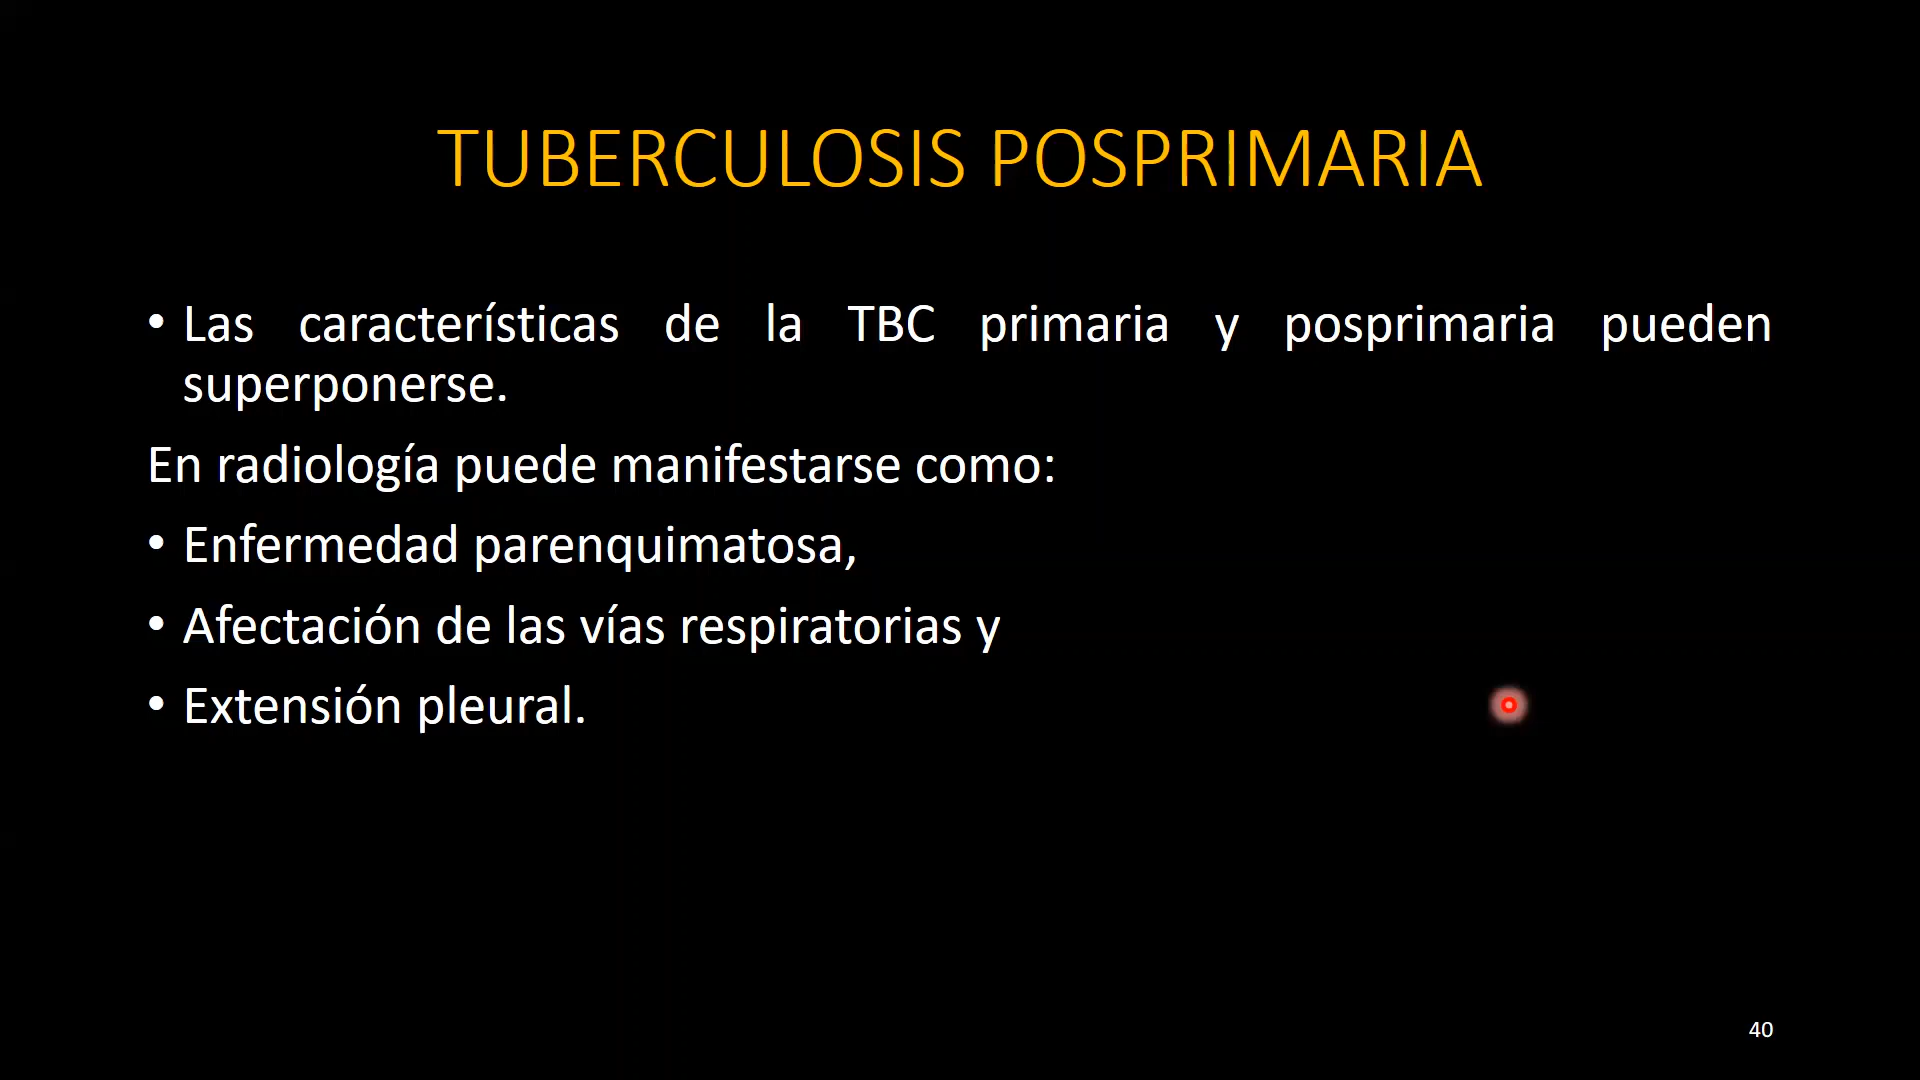 TUBERCULOSIS POSPRIMARIA
• Las características de la TBC primaria y posprimaria pueden
superponerse.
En radiología puede manifestarse como:
• Enfermedad parenquimatosa,
• Afectación de las vías respiratorias y
• Extensión pleural.
40